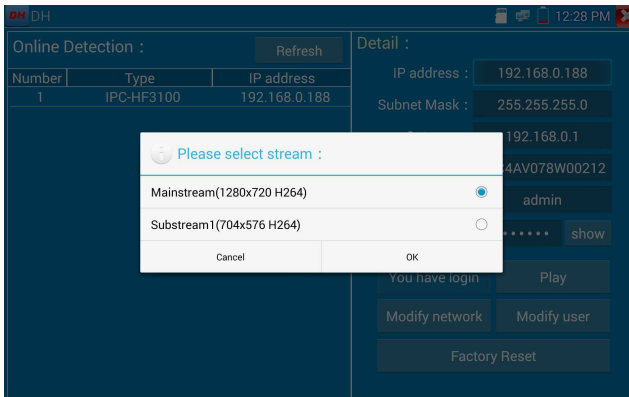 DH DH
12:28 PM
Online Detection :
Refresh
Number Type IP address
1 IPC-HF3100 192.168.0.188
Detail :
IP address : 192.168.0.188
Subnet Mask : 255.255.255.0
192.168.0.1
4AV078W00212
admin
•••••• show
You have login Play
Modify network Modify user
Factory Reset
Please select stream :
Mainstream(1280x720 H264)
Substream1(704x576 H264)
Cancel OK